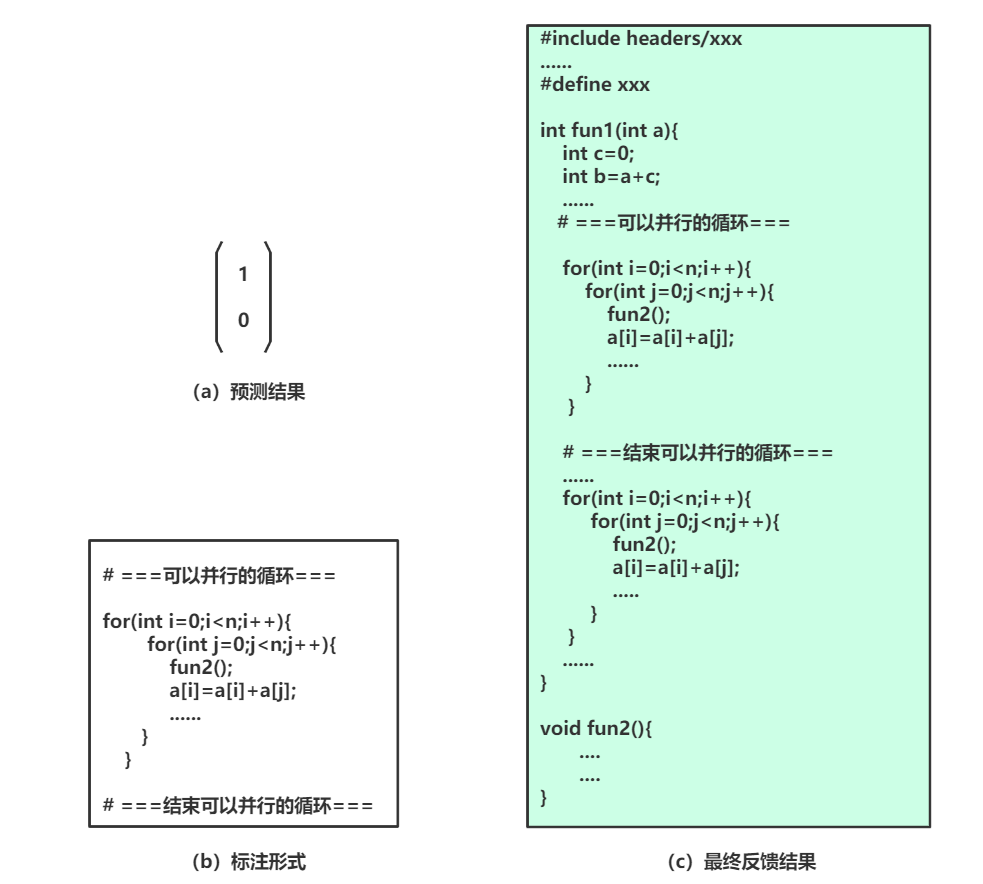 1
0
（a）预测结果
# ===可以并行的循环===
for(int i=0;i<n;i++){
for(int j=0;j<n;j++){
fun2();
a[i]=a[i]+a[j];
......
}
}
# ===结束可以并行的循环===
（b）标注形式
#include headers/xxx
......
#define xxx
int fun1(int a){
int c=0;
int b=a+c;
......
# ===可以并行的循环===
for(int i=0;i<n;i++){
for(int j=0;j<n;j++){
fun2();
a[i]=a[i]+a[j];
......
}
}
# ===结束可以并行的循环===
......
for(int i=0;i<n;i++){
for(int j=0;j<n;j++){
fun2();
a[i]=a[i]+a[j];
.....
}
}
......
}
void fun2(){
....
....
}
（c）最终反馈结果